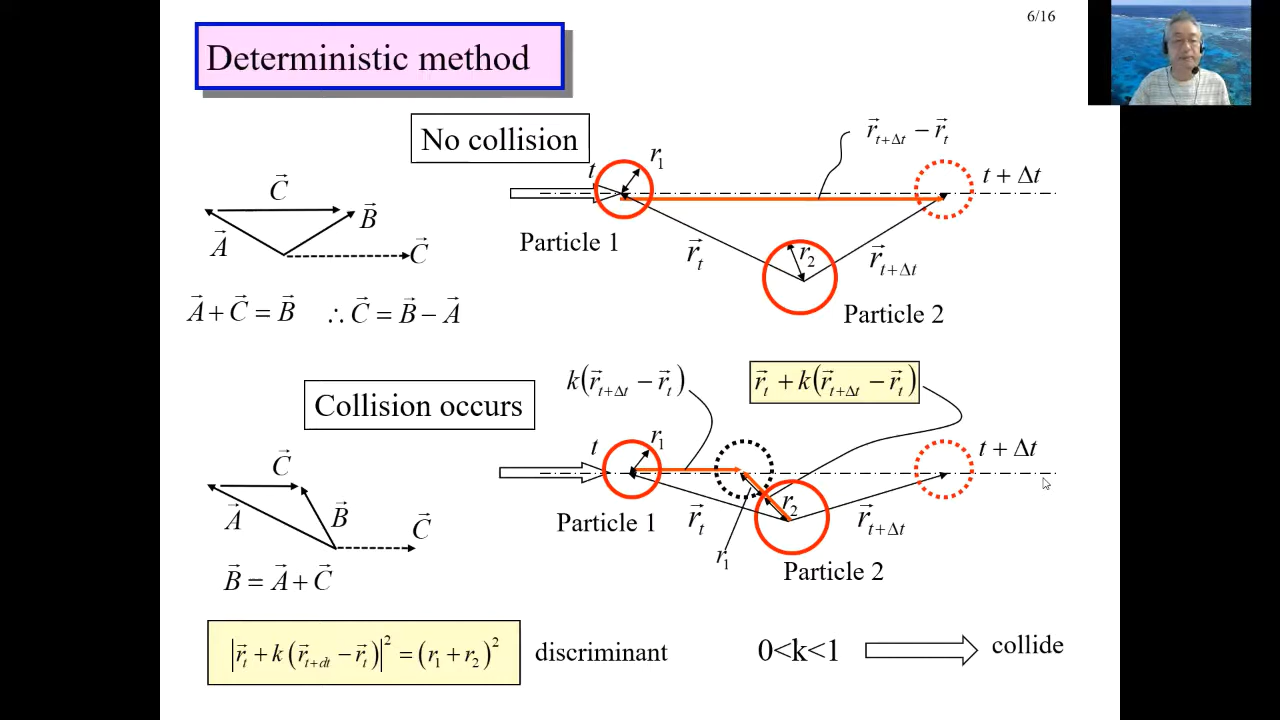 6/16
Deterministic method
No collision
$\vec{r}_{t+\Delta t} - \vec{r}_t$
t
$r_1$
$t + \Delta t$
$\vec{C}$
$\vec{A}$
$\vec{B}$
$\vec{C}$
Particle 1
$\vec{r}_t$
$r_2$
$\vec{r}_{t+\Delta t}$
$\vec{A} + \vec{C} = \vec{B}$ $\therefore \vec{C} = \vec{B} - \vec{A}$
Particle 2
$k(\vec{r}_{t+\Delta t} - \vec{r}_t)$
$\vec{r}_t + k(\vec{r}_{t+\Delta t} - \vec{r}_t)$
Collision occurs
t
$r_1$
$t + \Delta t$
$\vec{C}$
$\vec{A}$
$\vec{B}$
$\vec{C}$
Particle 1
$\vec{r}_t$
$r_2$
$\vec{r}_{t+\Delta t}$
$r_1$
Particle 2
$\vec{B} = \vec{A} + \vec{C}$
$|\vec{r}_t + k(\vec{r}_{t+dt} - \vec{r}_t)|^2 = (r_1 + r_2)^2$ discriminant
0<k<1
collide